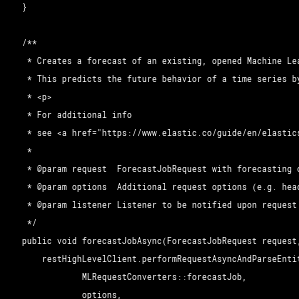 }
/**
* Creates a forecast of an existing, opened Machine Lea
* This predicts the future behavior of a time series by
* <p>
* For additional info
* see <a href="https://www.elastic.co/guide/en/elastics
*
* @param request  ForecastJobRequest with forecasting o
* @param options  Additional request options (e.g. head
* @param listener Listener to be notified upon request
*/
public void forecastJobAsync(ForecastJobRequest request,
restHighLevelClient.performRequestAsyncAndParseEntit
MLRequestConverters::forecastJob,
options,